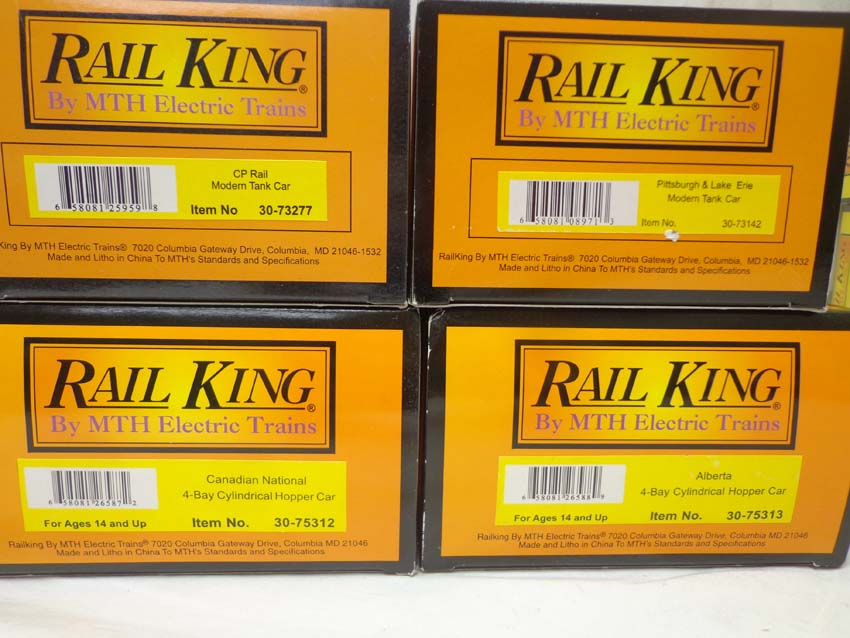 RAIL KING®
By MTH Electric Trains
CP Rail
Modern Tank Car
6 58081 25959 8
Item No 30-73277
King By MTH Electric Trains® 7020 Columbia Gateway Drive, Columbia, MD 21046-1532
Made and Litho in China To MTH's Standards and Specifications
RAIL KING®
By MTH Electric Trains
Pittsburgh & Lake Erie
Modern Tank Car
6 58081 08971 3
Item No. 30-73142
RailKing By MTH Electric Trains® 7020 Columbia Gateway Drive, Columbia, MD 21046-1532
Made and Litho in China To MTH's Standards and Specifications
RAIL KING®
By MTH Electric Trains
Canadian National
4-Bay Cylindrical Hopper Car
6 58081 26587 2
For Ages 14 and Up Item No. 30-75312
Railking By MTH Electric Trains® 7020 Columbia Gateway Drive, Columbia MD 21046
Made and Litho in China To MTH's Standards and Specifications
RAIL KING®
By MTH Electric Trains
Alberta
4-Bay Cylindrical Hopper Car
6 58081 26588 9
For Ages 14 and Up Item No. 30-75313
Railking By MTH Electric Trains® 7020 Columbia Gateway Drive, Columbia MD 21046
Made and Litho in China To MTH's Standards and Specifications